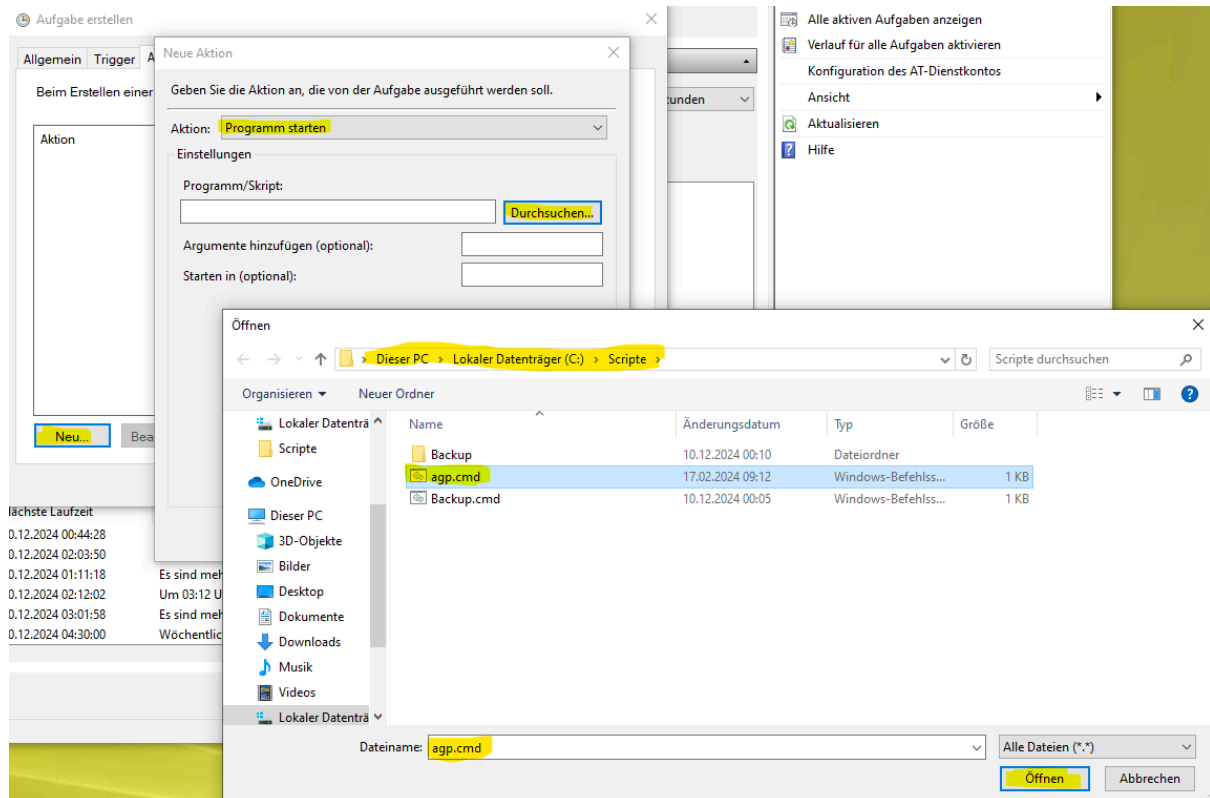 Aufgabe erstellen
Allgemein Trigger A
Beim Erstellen einer
Aktion
Neu... Bea
Neue Aktion
Geben Sie die Aktion an, die von der Aufgabe ausgeführt werden soll.
Aktion: Programm starten
Einstellungen
Programm/Skript:
Durchsuchen...
Argumente hinzufügen (optional):
Starten in (optional):
tunden
Alle aktiven Aufgaben anzeigen
Verlauf für alle Aufgaben aktivieren
Konfiguration des AT-Dienstkontos
Ansicht
Aktualisieren
Hilfe
lächste Laufzeit
0.12.2024 00:44:28
0.12.2024 02:03:50
0.12.2024 01:11:18 Es sind meh
0.12.2024 02:12:02 Um 03:12 U
0.12.2024 03:01:58 Es sind meh
0.12.2024 04:30:00 Wöchentlic
Öffnen
Dieser PC › Lokaler Datenträger (C:) › Scripte ›
Scripte durchsuchen
Organisieren Neuer Ordner
Lokaler Datenträ
Scripte
OneDrive
Dieser PC
3D-Objekte
Bilder
Desktop
Dokumente
Downloads
Musik
Videos
Lokaler Datenträ
Name Änderungsdatum Typ Größe
Backup 10.12.2024 00:10 Dateiordner
agp.cmd 17.02.2024 09:12 Windows-Befehlss... 1 KB
Backup.cmd 10.12.2024 00:05 Windows-Befehlss... 1 KB
Dateiname: agp.cmd
Alle Dateien (*.*)
Öffnen Abbrechen